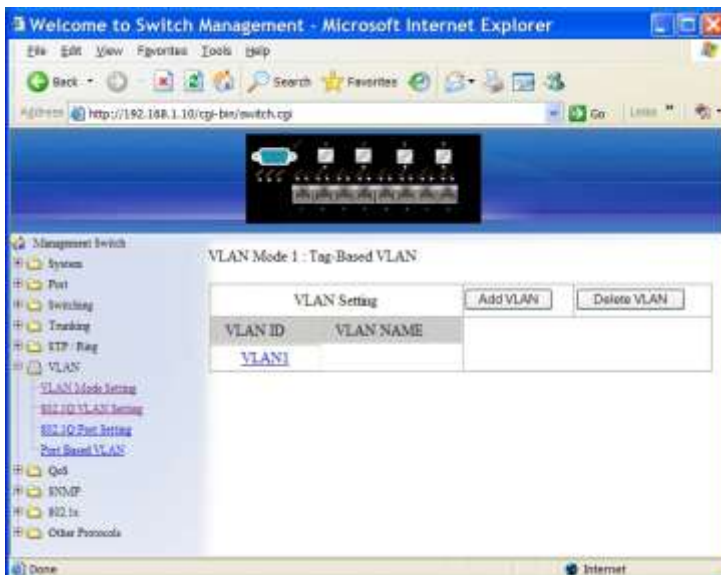 Welcome to Switch Management - Microsoft Internet Explorer
File Edit View Favorites Tools Help
Back Search Favorites
Address http://192.168.1.10/cgi-bin/switch.cgi Go Links »
Management Switch
System
Port
Switching
Trunking
STP / Ring
VLAN
VLAN Mode Setting
802.1Q VLAN Setting
802.1Q Port Setting
Port Based VLAN
QoS
SNMP
802.1x
Other Protocols
VLAN Mode 1 : Tag-Based VLAN
VLAN Setting Add VLAN Delete VLAN
VLAN ID VLAN NAME
VLAN1
Done Internet